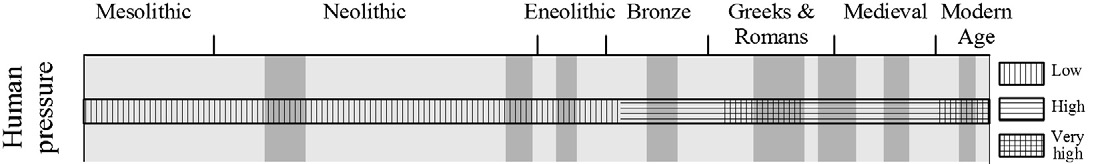 Mesolithic
Neolithic
Eneolithic
Bronze
Greeks &
Romans
Medieval
Modern
Age
Human
pressure
Low
High
Very
high